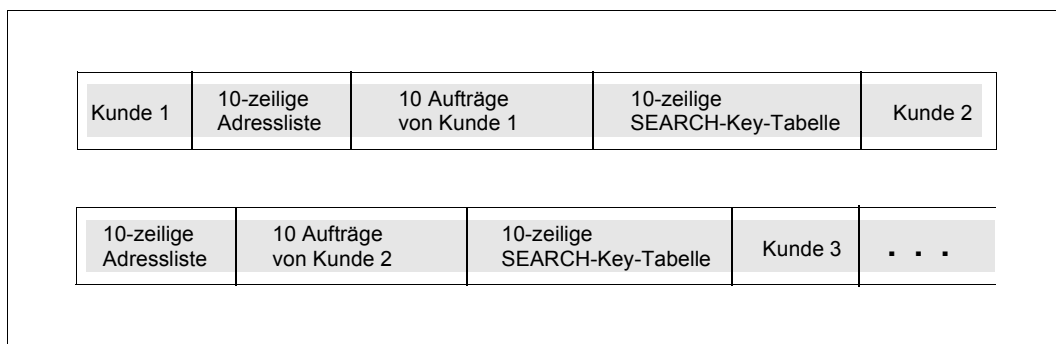 Kunde 1
10-zeilige
Adressliste
10 Aufträge
von Kunde 1
10-zeilige
SEARCH-Key-Tabelle
Kunde 2
10-zeilige
Adressliste
10 Aufträge
von Kunde 2
10-zeilige
SEARCH-Key-Tabelle
Kunde 3
. . .